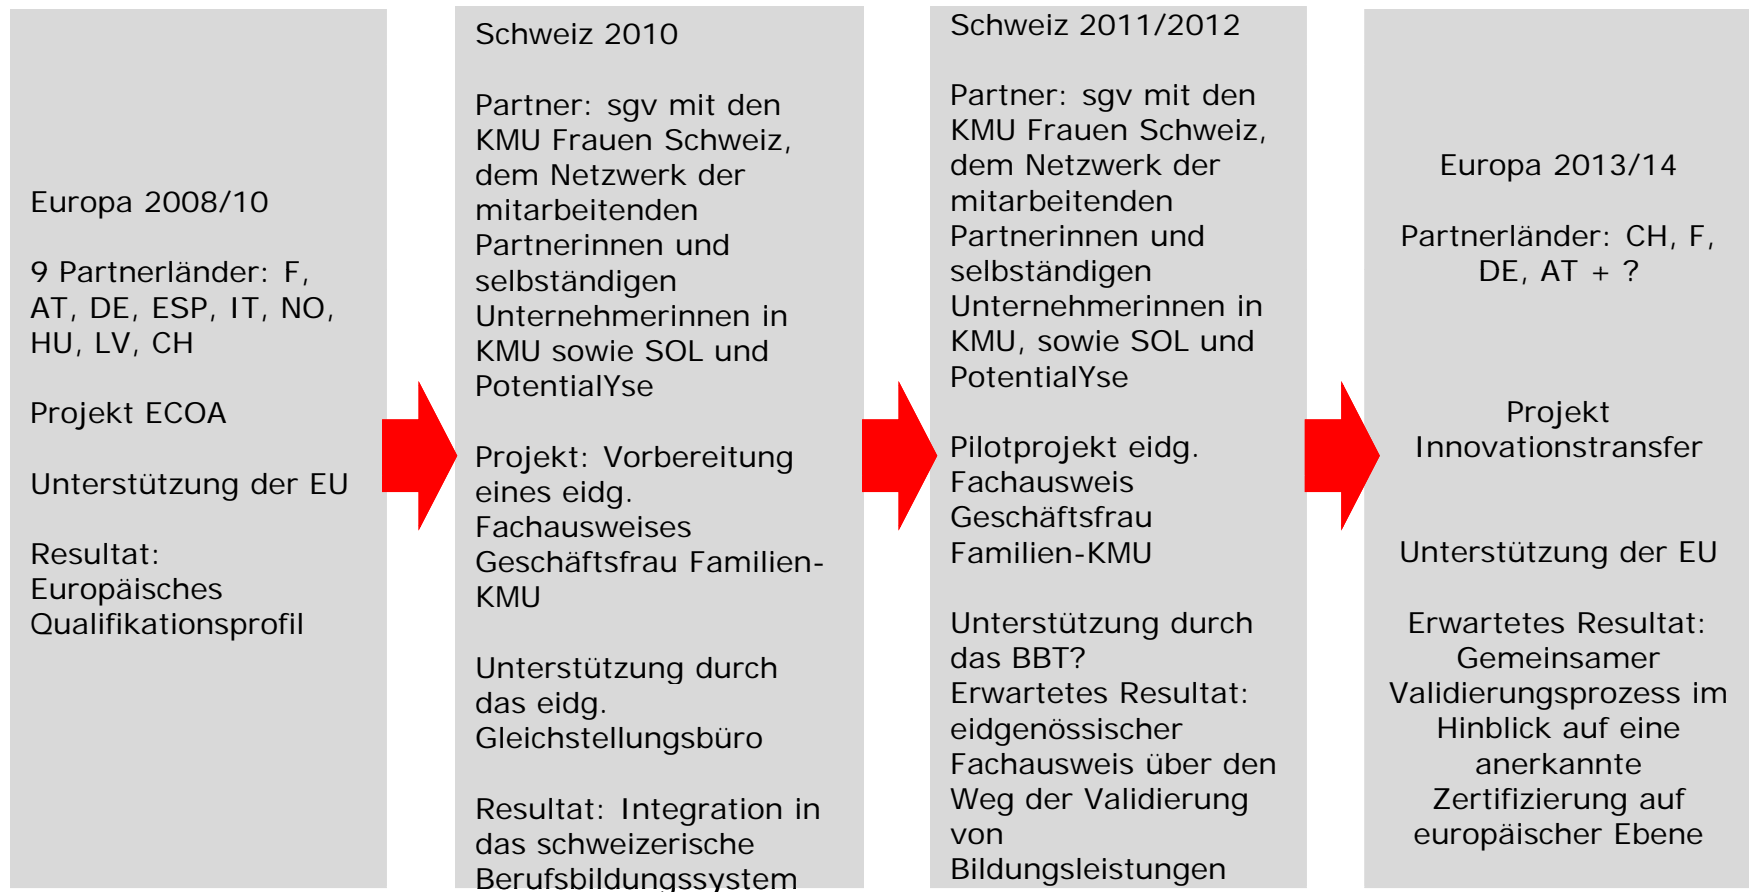 Europa 2008/10
9 Partnerländer: F,
AT, DE, ESP, IT, NO,
HU, LV, CH
Projekt ECOA
Unterstützung der EU
Resultat:
Europäisches
Qualifikationsprofil
Schweiz 2010
Partner: sgv mit den
KMU Frauen Schweiz,
dem Netzwerk der
mitarbeitenden
Partnerinnen und
selbständigen
Unternehmerinnen in
KMU sowie SOL und
PotentialYse
Projekt: Vorbereitung
eines eidg.
Fachausweises
Geschäftsfrau Familien-
KMU
Unterstützung durch
das eidg.
Gleichstellungsbüro
Resultat: Integration in
das schweizerische
Berufsbildungssystem
Schweiz 2011/2012
Partner: sgv mit den
KMU Frauen Schweiz,
dem Netzwerk der
mitarbeitenden
Partnerinnen und
selbständigen
Unternehmerinnen in
KMU, sowie SOL und
PotentialYse
Pilotprojekt eidg.
Fachausweis
Geschäftsfrau
Familien-KMU
Unterstützung durch
das BBT?
Erwartetes Resultat:
eidgenössischer
Fachausweis über den
Weg der Validierung
von
Bildungsleistungen
Europa 2013/14
Partnerländer: CH, F,
DE, AT + ?
Projekt
Innovationstransfer
Unterstützung der EU
Erwartetes Resultat:
Gemeinsamer
Validierungsprozess im
Hinblick auf eine
anerkannte
Zertifizierung auf
europäischer Ebene